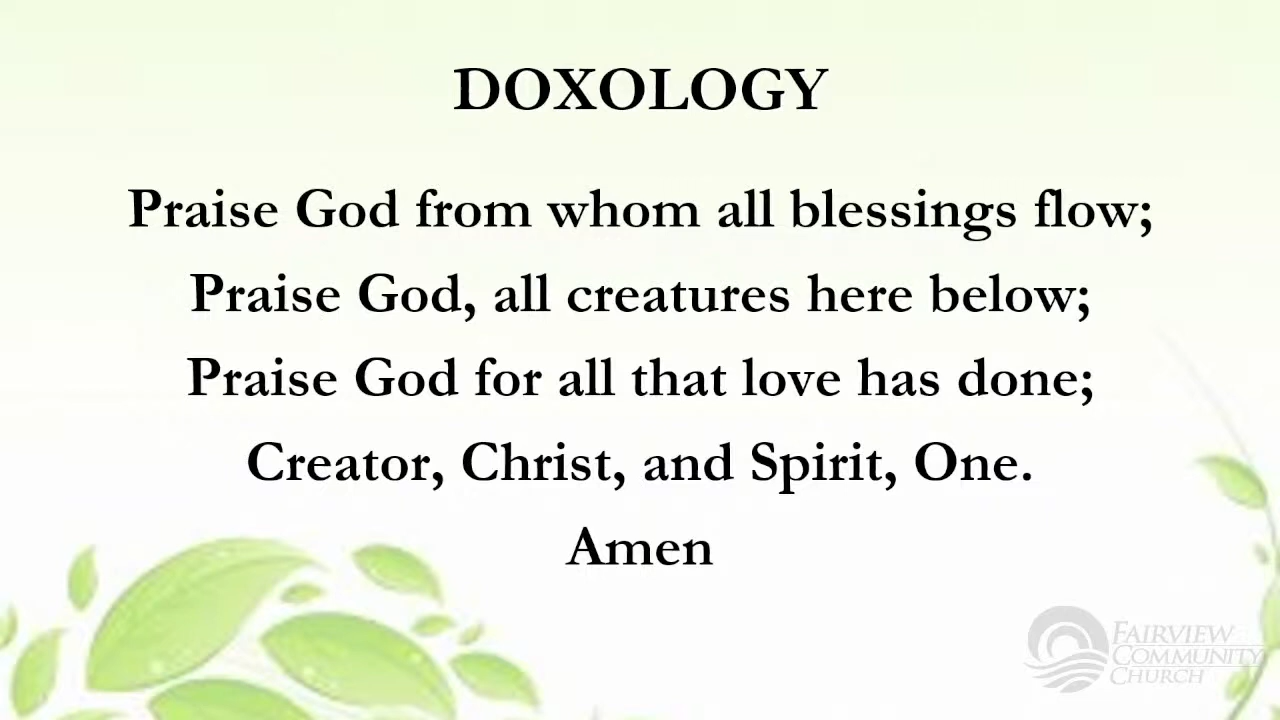 DOXOLOGY
Praise God from whom all blessings flow;
Praise God, all creatures here below;
Praise God for all that love has done;
Creator, Christ, and Spirit, One.
Amen
FAIRVIEW
COMMUNITY
CHURCH